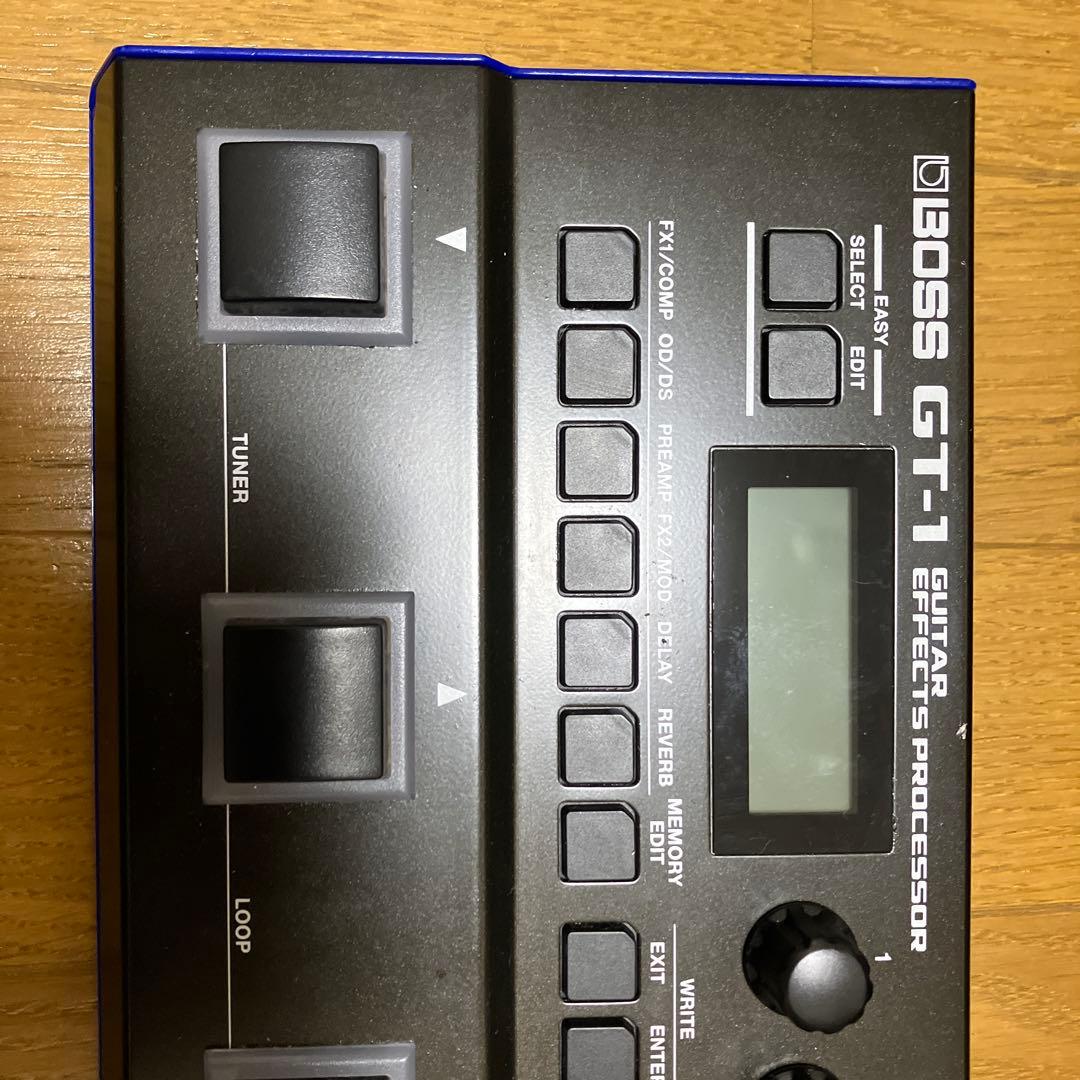 BOSS GT-1 GUITAR
EFFECTS PROCESSOR
EASY
SELECT EDIT
1
FX1/COMP OD/DS PREAMP FX2/MOD DELAY REVERB
MEMORY
EDIT
WRITE
EXIT ENTER
TUNER
LOOP